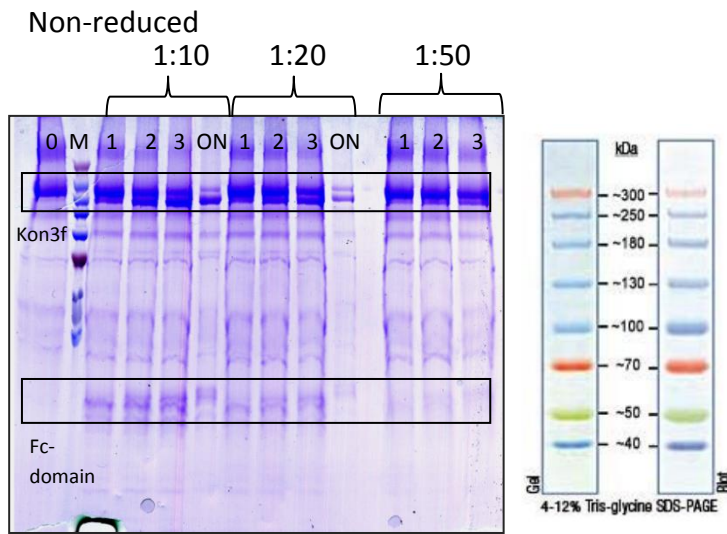 Non-reduced
1:10 1:20 1:50
0 M 1 2 3 ON 1 2 3 ON 1 2 3
Kon3f
Fc-
domain
kDa
~300
~250
~180
~130
~100
~70
~50
~40
Gel
Blot
4-12% Tris-glycine SDS-PAGE